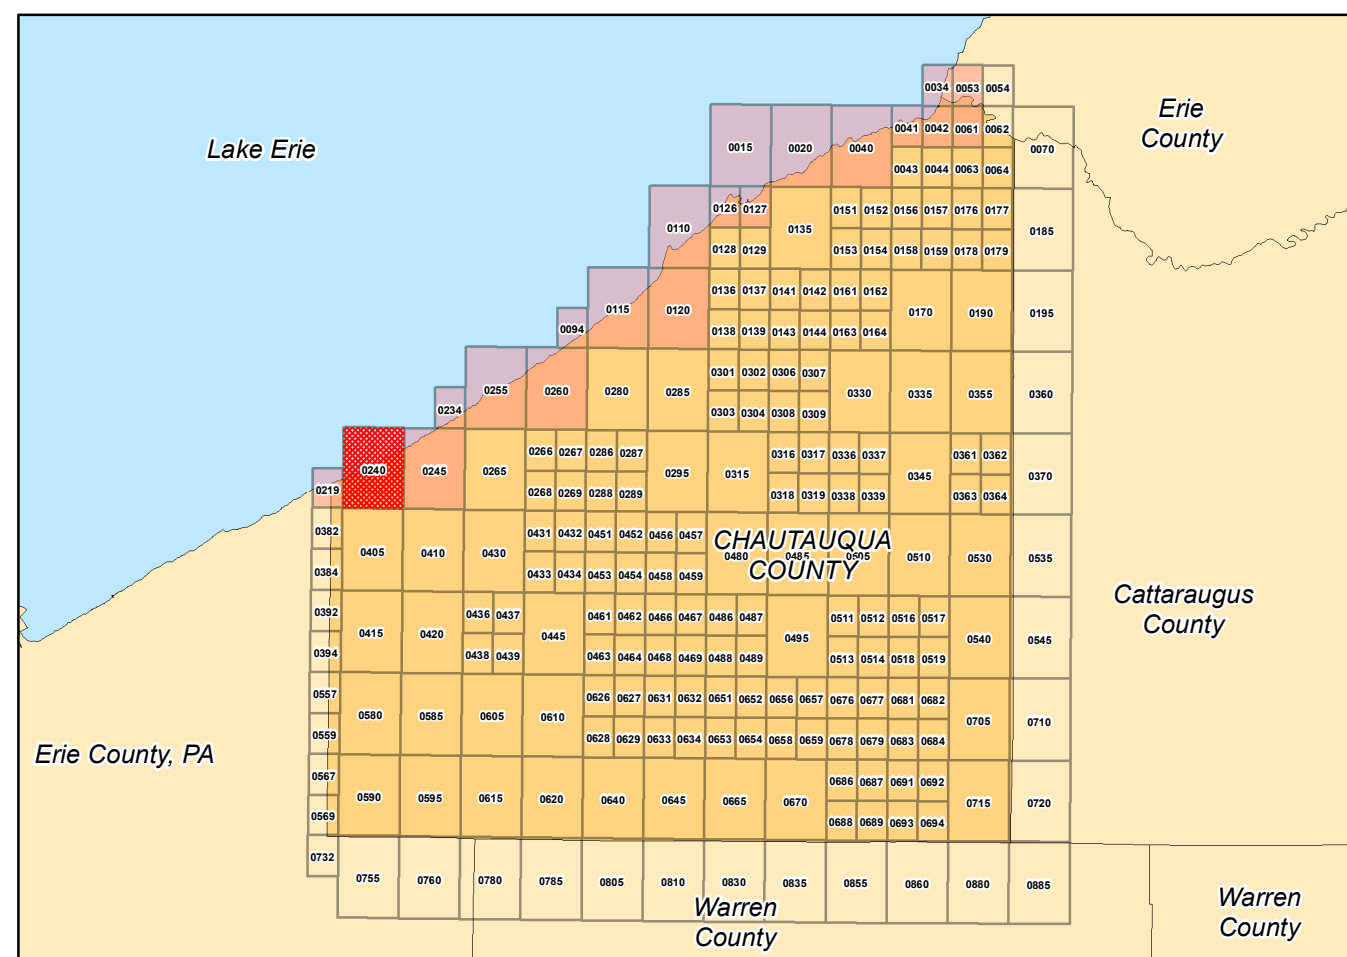 0034 0053 0054
Erie
County
0041 0042 0061 0062
Lake Erie
0015 0020 0040 0070
0043 0044 0063 0064
0126 0127 0151 0152 0156 0157 0176 0177
0110 0135 0185
0128 0129 0153 0154 0158 0159 0178 0179
0136 0137 0141 0142 0161 0162
0115 0120 0170 0190 0195
0094 0138 0139 0143 0144 0163 0164
0301 0302 0306 0307
0255 0260 0280 0285 0330 0335 0355 0360
0234 0303 0304 0308 0309
0266 0267 0286 0287 0316 0317 0336 0337 0361 0362
0240 0245 0265 0295 0315 0345 0370
0219 0268 0269 0288 0289 0318 0319 0338 0339 0363 0364
0382 0431 0432 0451 0452 0456 0457
CHAUTAUQUA
COUNTY
0405 0410 0430 0480 0485 0505 0510 0530 0535
0384 0433 0434 0453 0454 0458 0459
Cattaraugus
County
0392 0436 0437 0461 0462 0466 0467 0486 0487 0511 0512 0516 0517
0415 0420 0445 0495 0540 0545
0394 0438 0439 0463 0464 0468 0469 0488 0489 0513 0514 0518 0519
0557 0626 0627 0631 0632 0651 0652 0656 0657 0676 0677 0681 0682
0580 0585 0605 0610 0705 0710
0559 0628 0629 0633 0634 0653 0654 0658 0659 0678 0679 0683 0684
Erie County, PA
0567 0686 0687 0691 0692
0590 0595 0615 0620 0640 0645 0665 0670 0715 0720
0569 0688 0689 0693 0694
0732
0755 0760 0780 0785 0805 0810 0830 0835 0855 0860 0880 0885
Warren
County
Warren
County